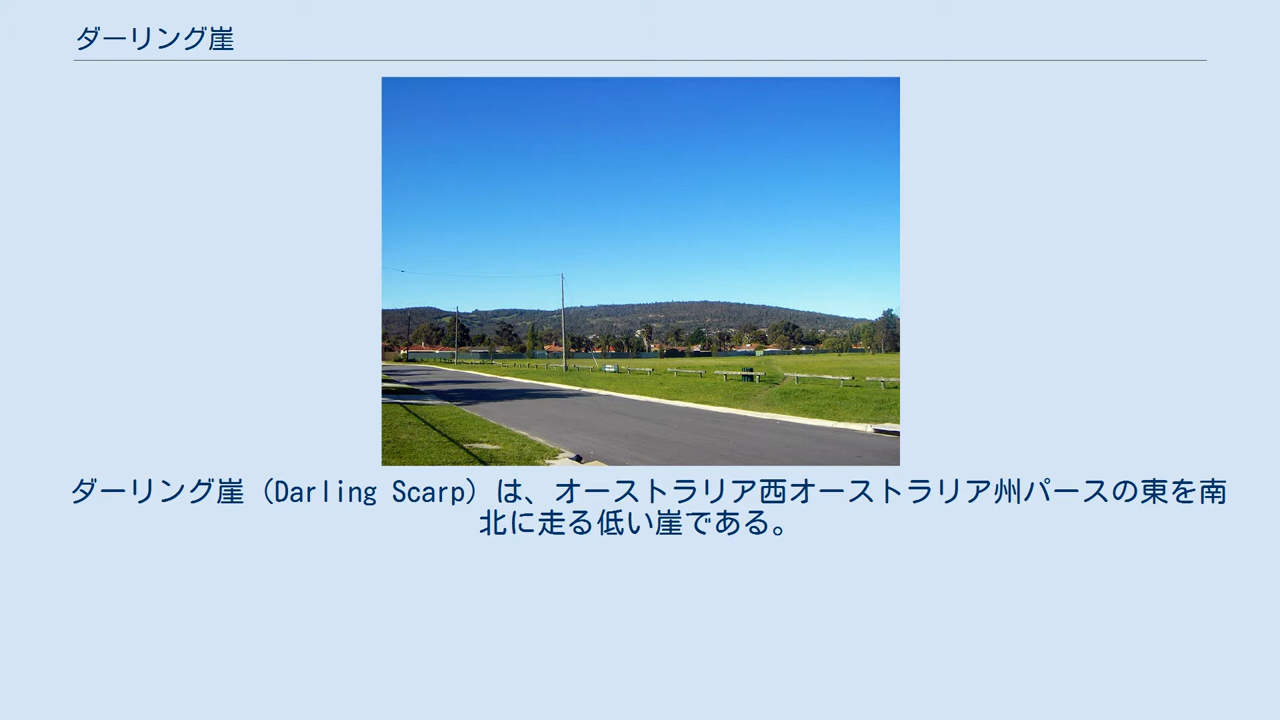 ダーリング崖
ダーリング崖（Darling Scarp）は、オーストラリア西オーストラリア州パースの東を南
北に走る低い崖である。